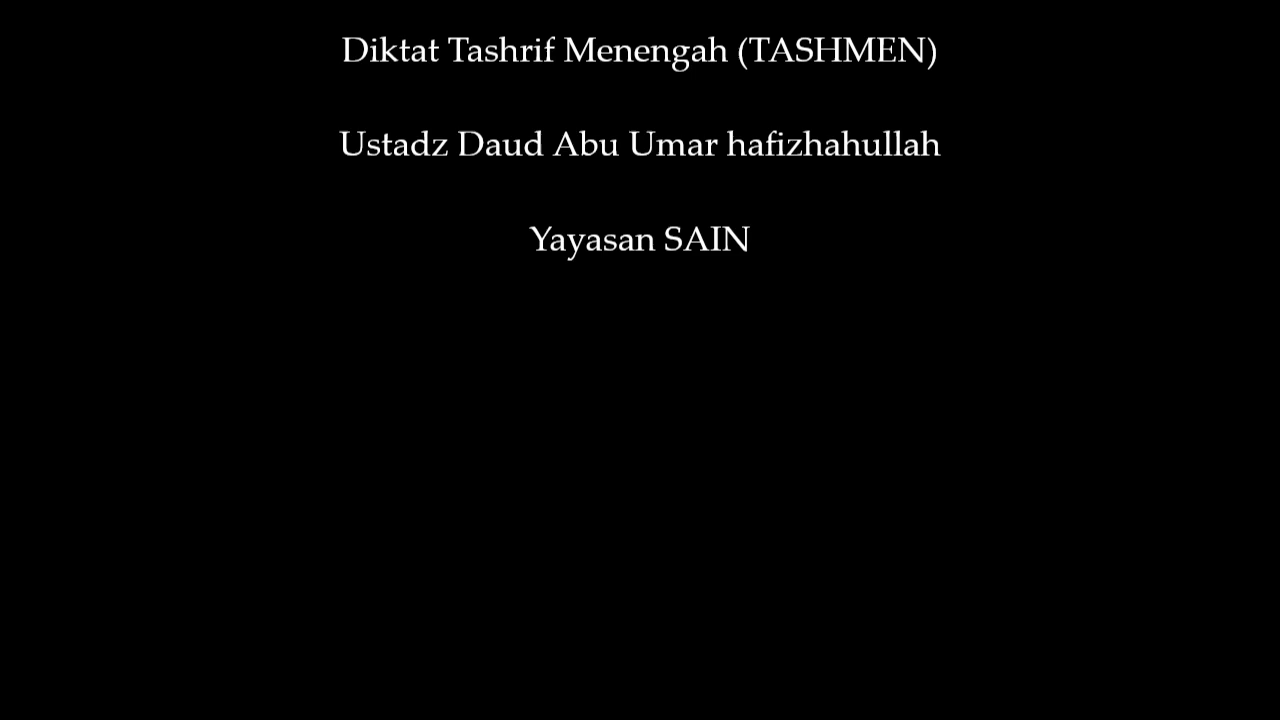 Diktat Tashrif Menengah (TASHMEN)
Ustadz Daud Abu Umar hafizhahullah
Yayasan SAIN